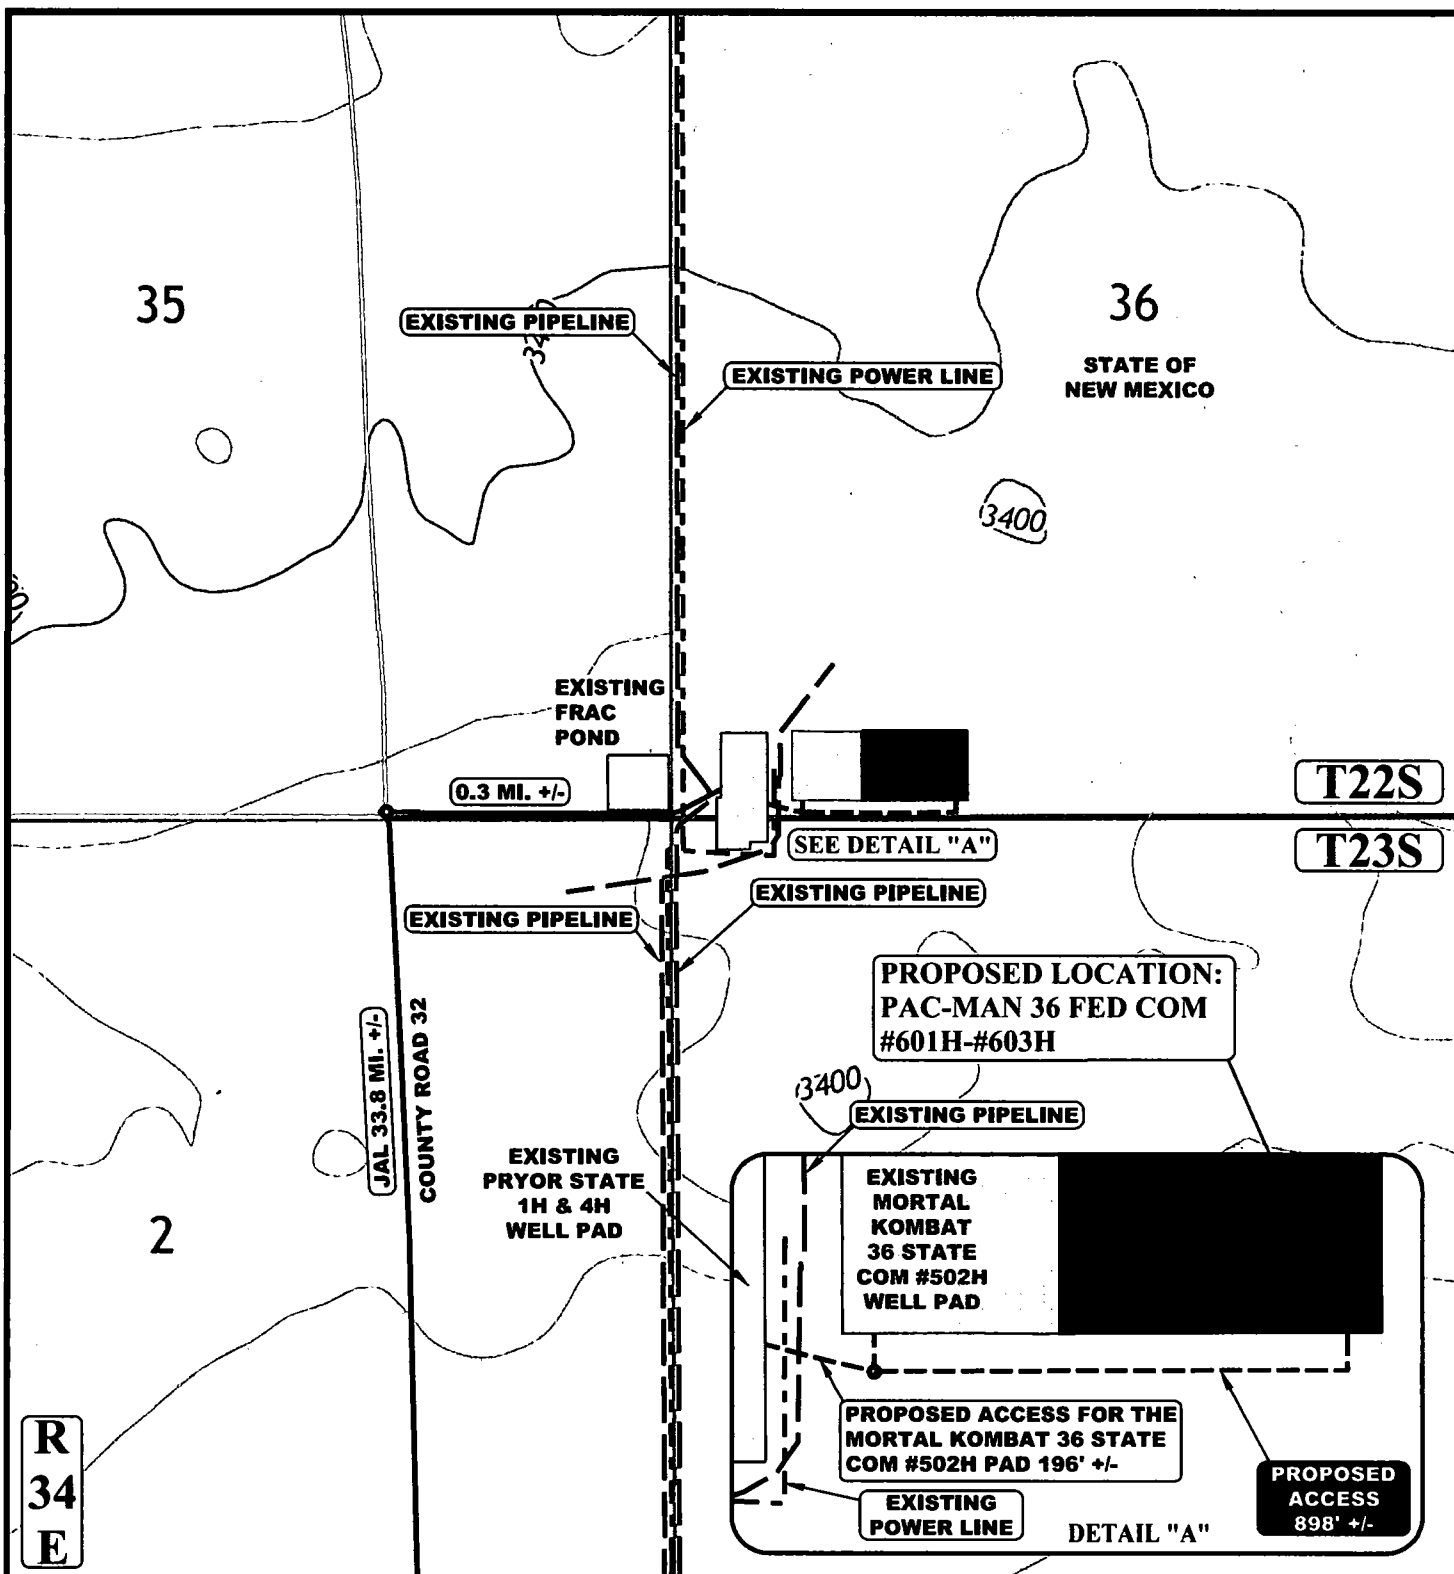 35
EXISTING PIPELINE
36
STATE OF
NEW MEXICO
EXISTING POWER LINE
3400
EXISTING
FRAC
POND
0.3 MI. +/-
T22S
SEE DETAIL "A"
T23S
EXISTING PIPELINE
EXISTING PIPELINE
PROPOSED LOCATION:
PAC-MAN 36 FED COM
#601H-#603H
JAL 33.8 MI. +/-
COUNTY ROAD 32
3400
EXISTING PIPELINE
EXISTING
PRYOR STATE
1H & 4H
WELL PAD
2
EXISTING
MORTAL
KOMBAT
36 STATE
COM #502H
WELL PAD
PROPOSED ACCESS FOR THE
MORTAL KOMBAT 36 STATE
COM #502H PAD 196' +/-
PROPOSED
ACCESS
898' +/-
EXISTING
POWER LINE
DETAIL "A"
R
34
E